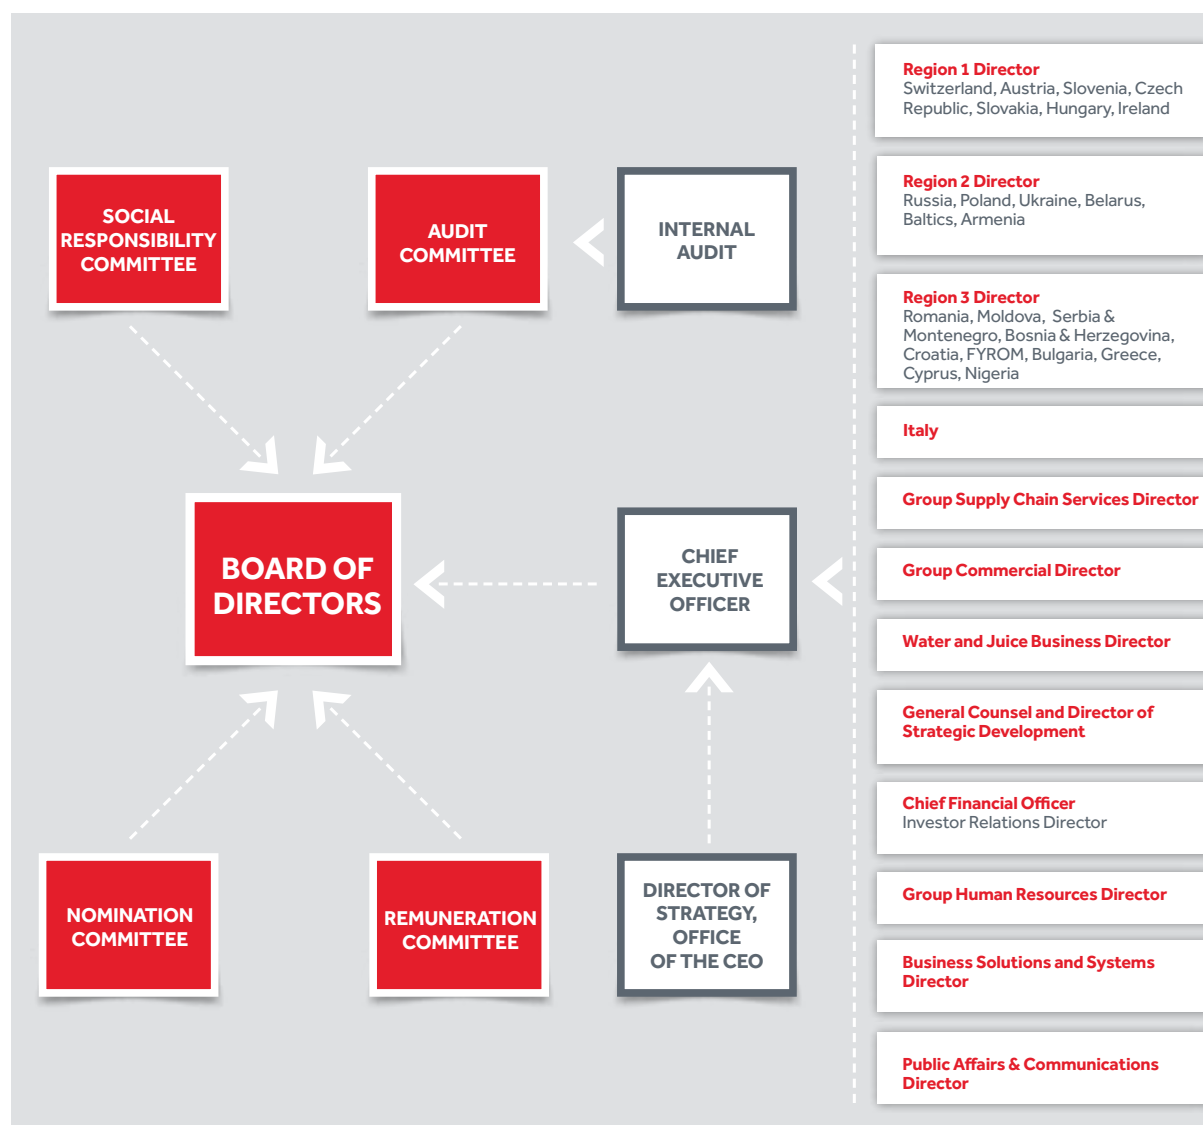 SOCIAL
RESPONSIBILITY
COMMITTEE
AUDIT
COMMITTEE
INTERNAL
AUDIT
BOARD OF
DIRECTORS
CHIEF
EXECUTIVE
OFFICER
NOMINATION
COMMITTEE
REMUNERATION
COMMITTEE
DIRECTOR OF
STRATEGY,
OFFICE
OF THE CEO
Region 1 Director
Switzerland, Austria, Slovenia, Czech
Republic, Slovakia, Hungary, Ireland
Region 2 Director
Russia, Poland, Ukraine, Belarus,
Baltics, Armenia
Region 3 Director
Romania, Moldova, Serbia &
Montenegro, Bosnia & Herzegovina,
Croatia, FYROM, Bulgaria, Greece,
Cyprus, Nigeria
Italy
Group Supply Chain Services Director
Group Commercial Director
Water and Juice Business Director
General Counsel and Director of
Strategic Development
Chief Financial Officer
Investor Relations Director
Group Human Resources Director
Business Solutions and Systems
Director
Public Affairs & Communications
Director